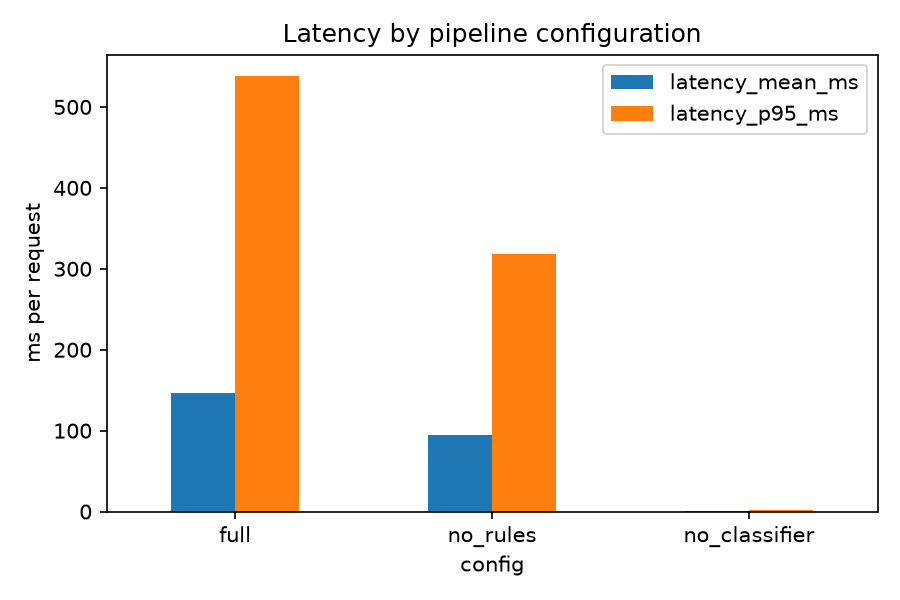 Latency by pipeline configuration
latency_mean_ms
latency_p95_ms
ms per request
500
400
300
200
100
0
full
no_rules
no_classifier
config